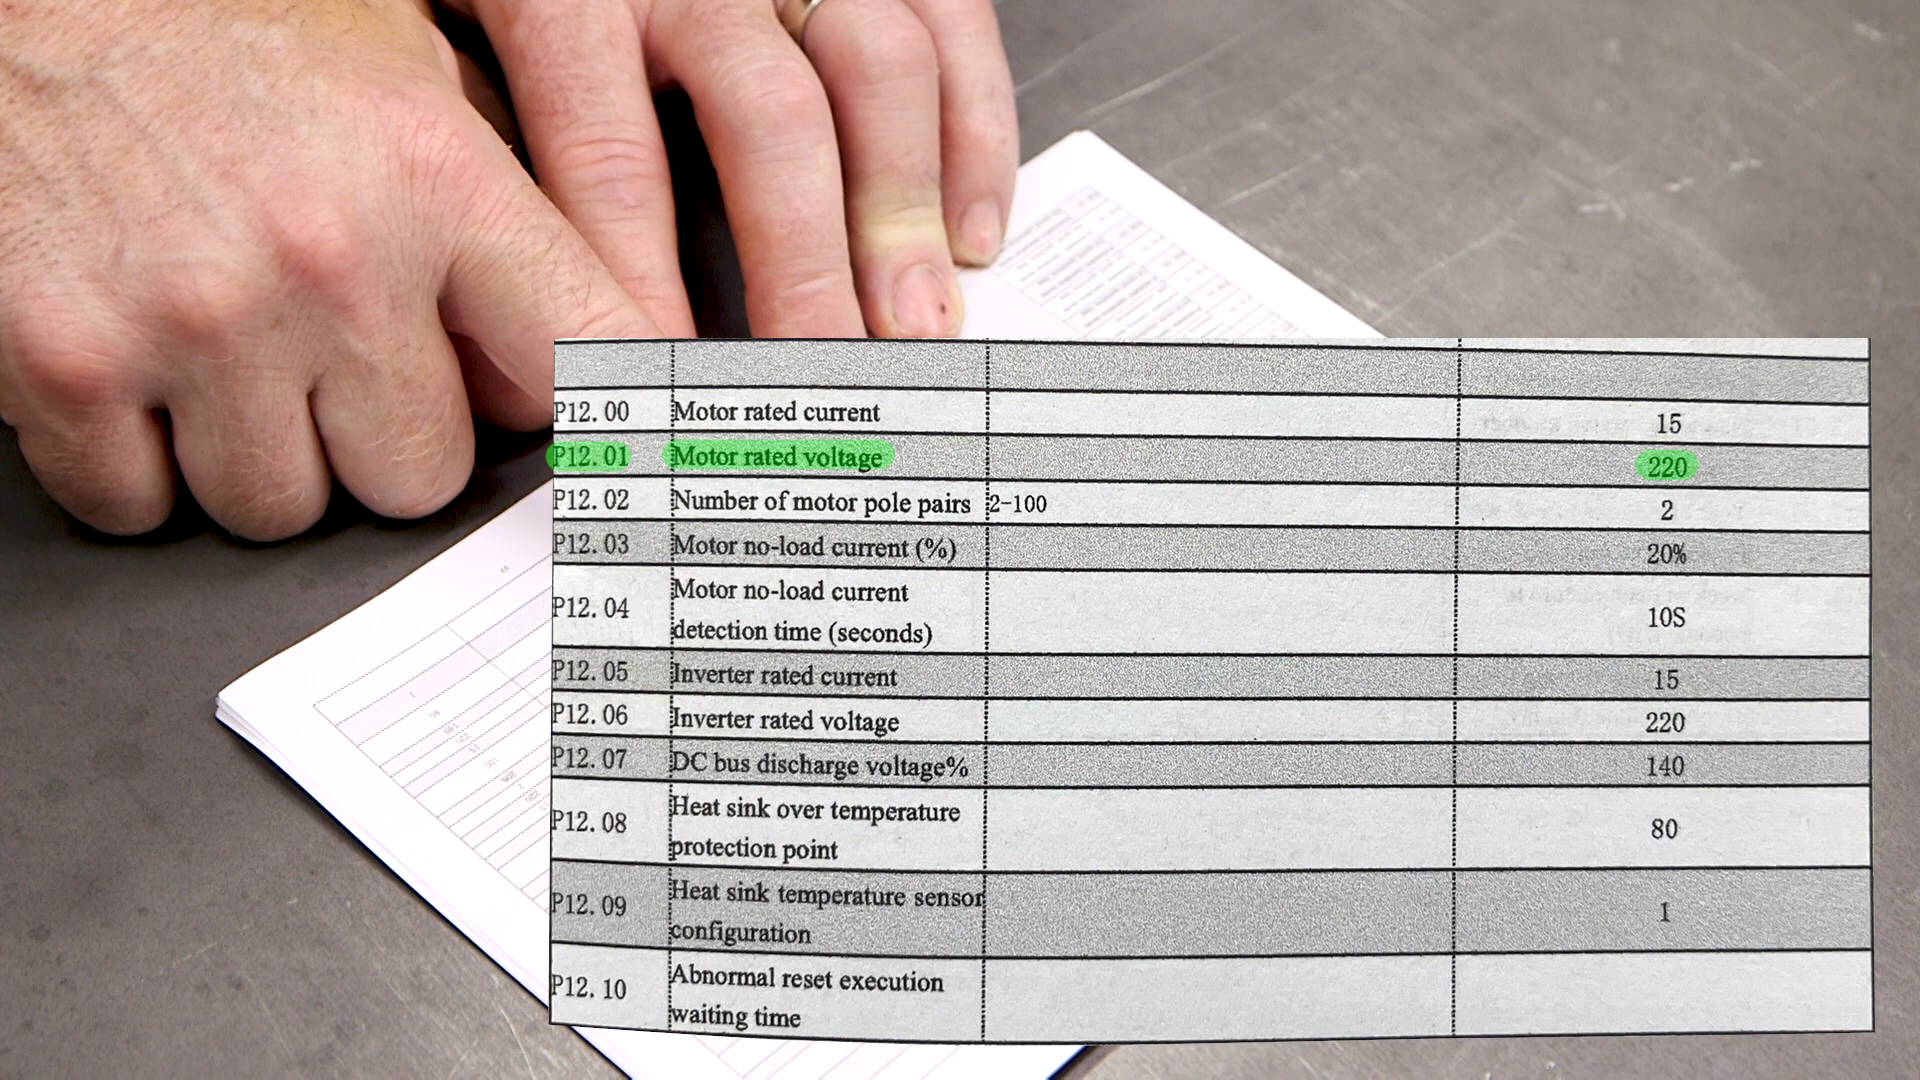 P12.00 Motor rated current 15
P12.01 Motor rated voltage 220
P12.02 Number of motor pole pairs 2-100 2
P12.03 Motor no-load current (%) 20%
P12.04 Motor no-load current
detection time (seconds) 10S
P12.05 Inverter rated current 15
P12.06 Inverter rated voltage 220
P12.07 DC bus discharge voltage% 140
P12.08 Heat sink over temperature
protection point 80
P12.09 Heat sink temperature sensor
configuration 1
P12.10 Abnormal reset execution
waiting time